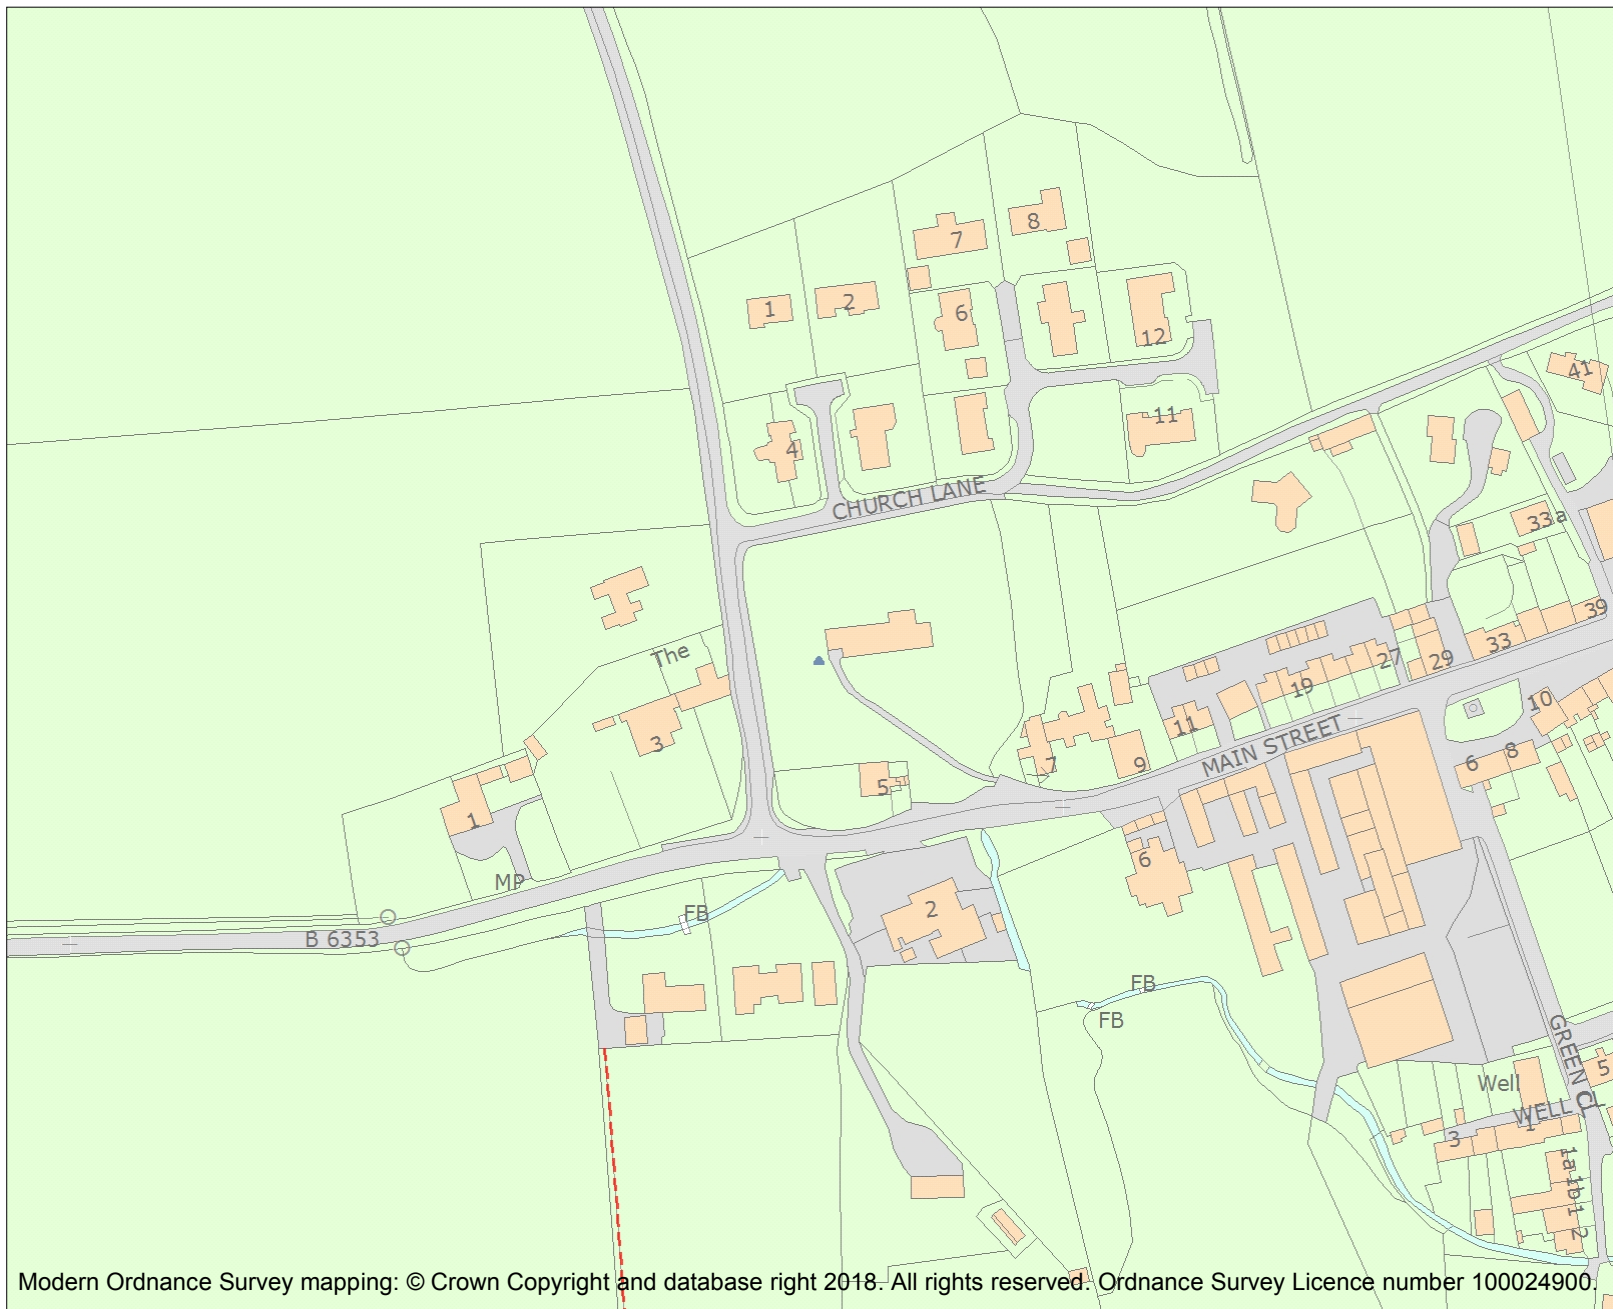 7
8
1
2
6
12
41
4
11
CHURCH LANE
33a
The
39
33
29
27
19
10
3
11
MAIN STREET
7
9
8
6
5
1
6
MP
2
FB
B 6353
FB
FB
GREEN CL
5
Well
WELL
1
3
1a1b1 2
Modern Ordnance Survey mapping: © Crown Copyright and database right 2018. All rights reserved. Ordnance Survey Licence number 100024900.